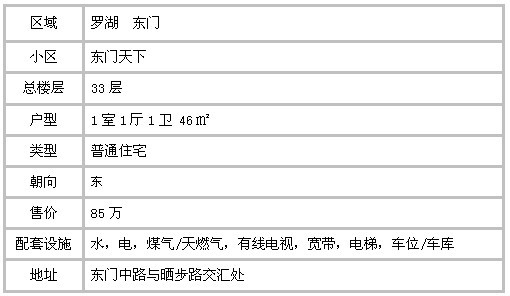 区域 罗湖 东门
小区 东门天下
总楼层 33 层
户型 1 室 1 厅 1 卫 46㎡
类型 普通住宅
朝向 东
售价 85 万
配套设施 水，电，煤气/天燃气，有线电视，宽带，电梯，车位/车库
地址 东门中路与晒步路交汇处